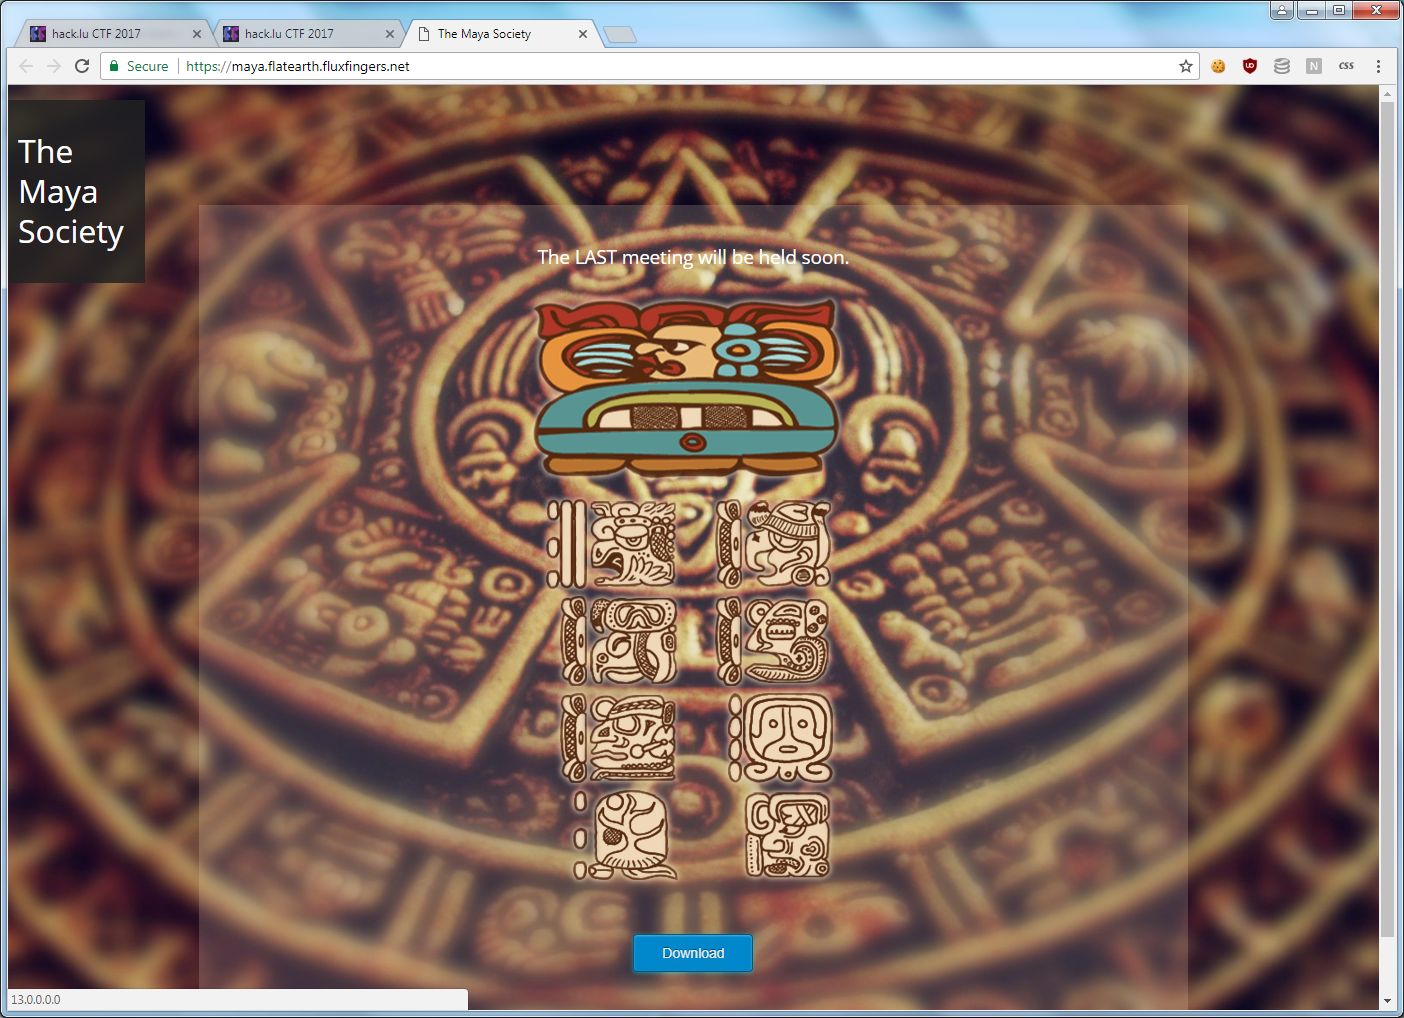 hack.lu CTF 2017
hack.lu CTF 2017
The Maya Society
Secure
https://maya.flatearth.fluxfingers.net
UD
N
css
The
Maya
Society
The LAST meeting will be held soon.
Download
13.0.0.0.0